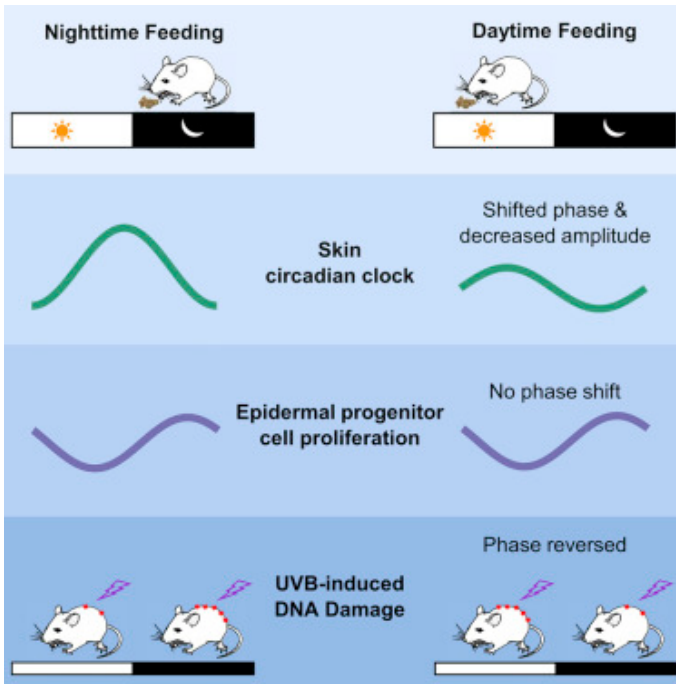 Nighttime Feeding
Daytime Feeding
Skin
circadian clock
Shifted phase &
decreased amplitude
Epidermal progenitor
cell proliferation
No phase shift
UVB-induced
DNA Damage
Phase reversed